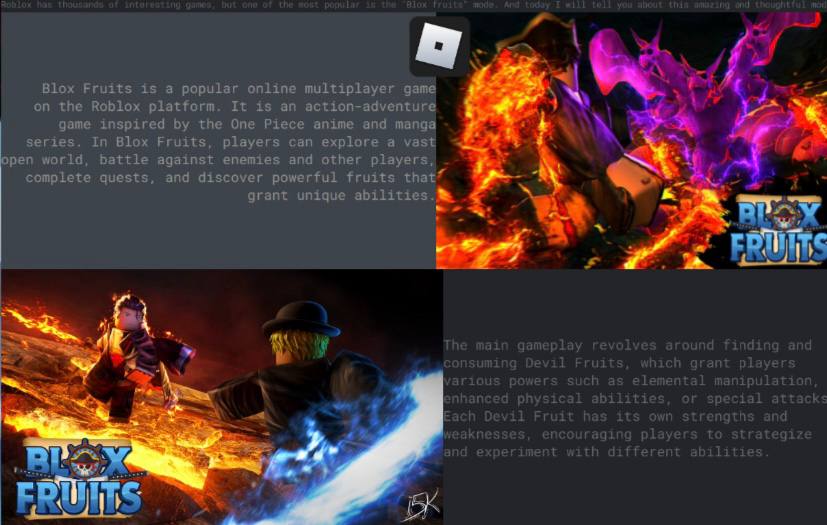 Roblox has thousands of interesting games, but one of the most popular is the "Blox fruits" mode. And today I will tell you about this amazing and thoughtful mod
Blox Fruits is a popular online multiplayer game
on the Roblox platform. It is an action-adventure
game inspired by the One Piece anime and manga
series. In Blox Fruits, players can explore a vast
open world, battle against enemies and other players,
complete quests, and discover powerful fruits that
grant unique abilities.
BLOX
FRUITS
The main gameplay revolves around finding and
consuming Devil Fruits, which grant players
various powers such as elemental manipulation,
enhanced physical abilities, or special attacks
Each Devil Fruit has its own strengths and
weaknesses, encouraging players to strategize
and experiment with different abilities.
BLOX
FRUITS
15K